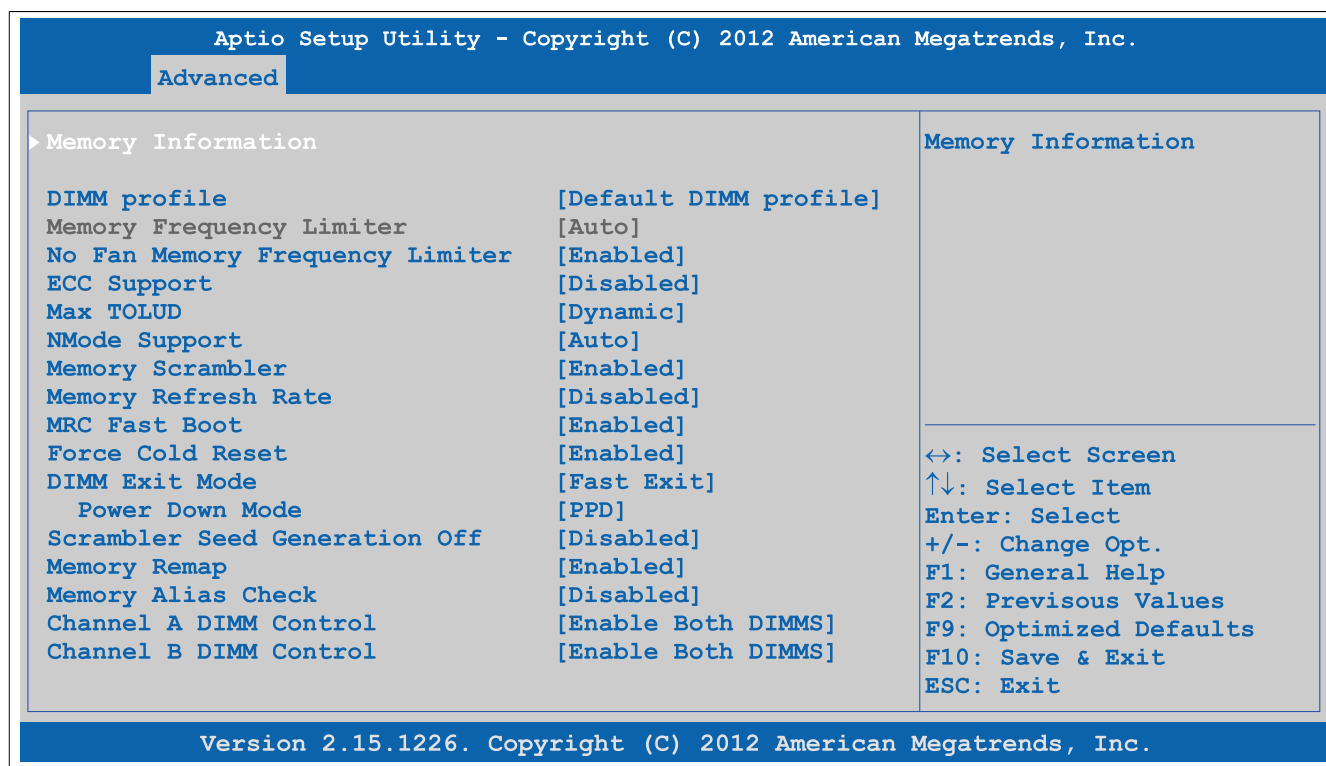 Aptio Setup Utility - Copyright (C) 2012 American Megatrends, Inc.
Advanced
Memory Information
DIMM profile [Default DIMM profile]
Memory Frequency Limiter [Auto]
No Fan Memory Frequency Limiter [Enabled]
ECC Support [Disabled]
Max TOLUD [Dynamic]
NMode Support [Auto]
Memory Scrambler [Enabled]
Memory Refresh Rate [Disabled]
MRC Fast Boot [Enabled]
Force Cold Reset [Enabled]
DIMM Exit Mode [Fast Exit]
Power Down Mode [PPD]
Scrambler Seed Generation Off [Disabled]
Memory Remap [Enabled]
Memory Alias Check [Disabled]
Channel A DIMM Control [Enable Both DIMMS]
Channel B DIMM Control [Enable Both DIMMS]
Memory Information
↔: Select Screen
↑↓: Select Item
Enter: Select
+/-: Change Opt.
F1: General Help
F2: Previsous Values
F9: Optimized Defaults
F10: Save & Exit
ESC: Exit
Version 2.15.1226. Copyright (C) 2012 American Megatrends, Inc.